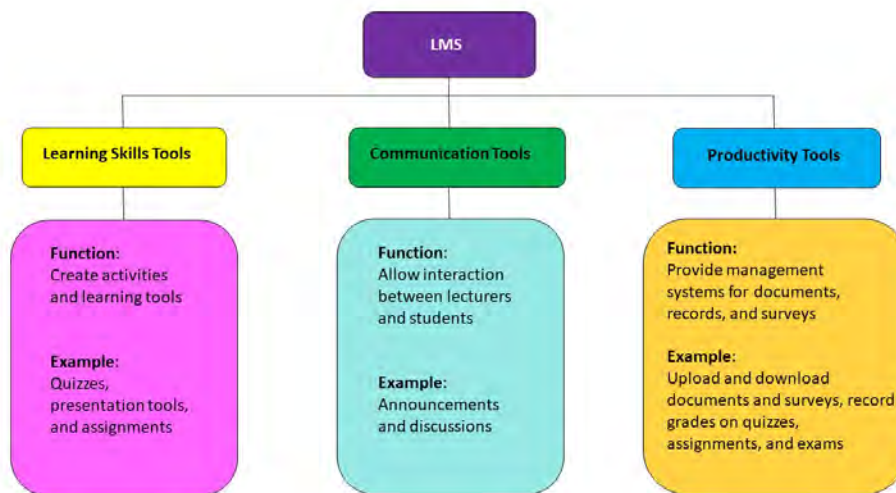 LMS
Learning Skills Tools
Communication Tools
Productivity Tools
Function:
Create activities
and learning tools
Example:
Quizzes,
presentation tools,
and assignments
Function:
Allow interaction
between lecturers
and students
Example:
Announcements
and discussions
Function:
Provide management
systems for documents,
records, and surveys
Example:
Upload and download
documents and surveys, record
grades on quizzes,
assignments, and exams